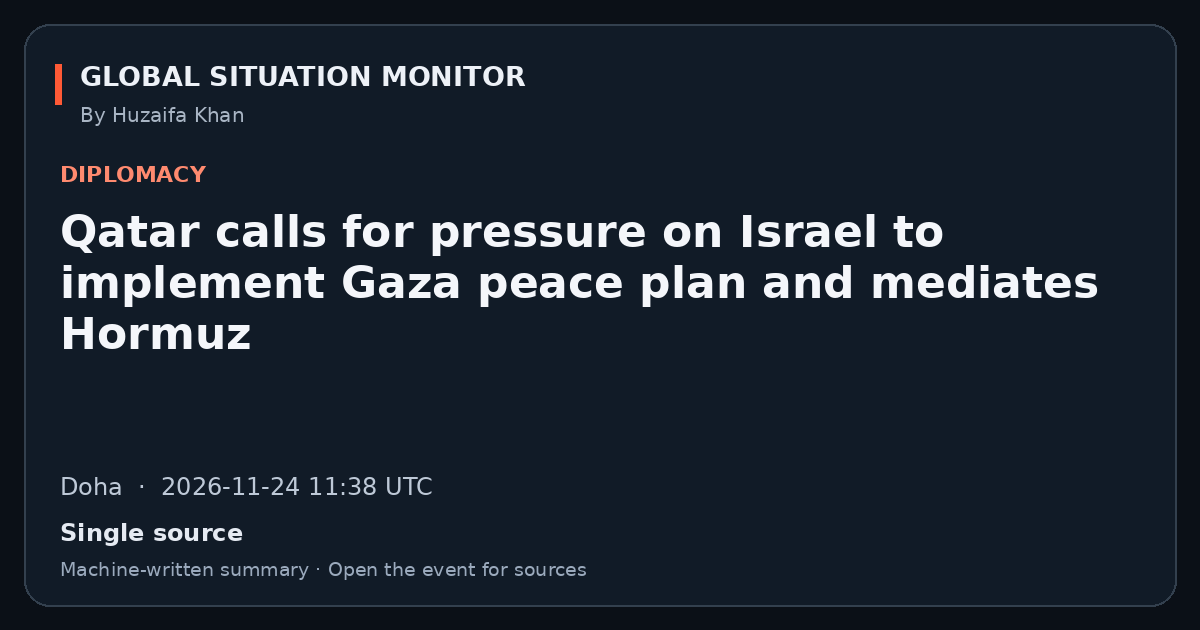 GLOBAL SITUATION MONITOR
By Huzaifa Khan
DIPLOMACY
Qatar calls for pressure on Israel to
implement Gaza peace plan and mediates
Hormuz
Doha · 2026-11-24 11:38 UTC
Single source
Machine-written summary · Open the event for sources